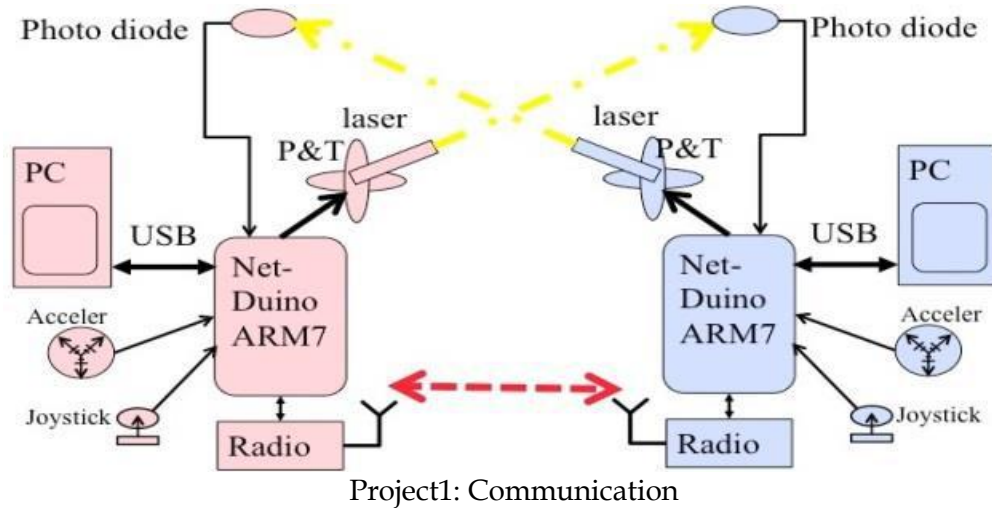 Photo diode
Photo diode
laser
laser
P&T
P&T
PC
PC
USB
USB
Net-
Duino
ARM7
Net-
Duino
ARM7
Acceler
Acceler
Joystick
Joystick
Radio
Radio
Project1: Communication